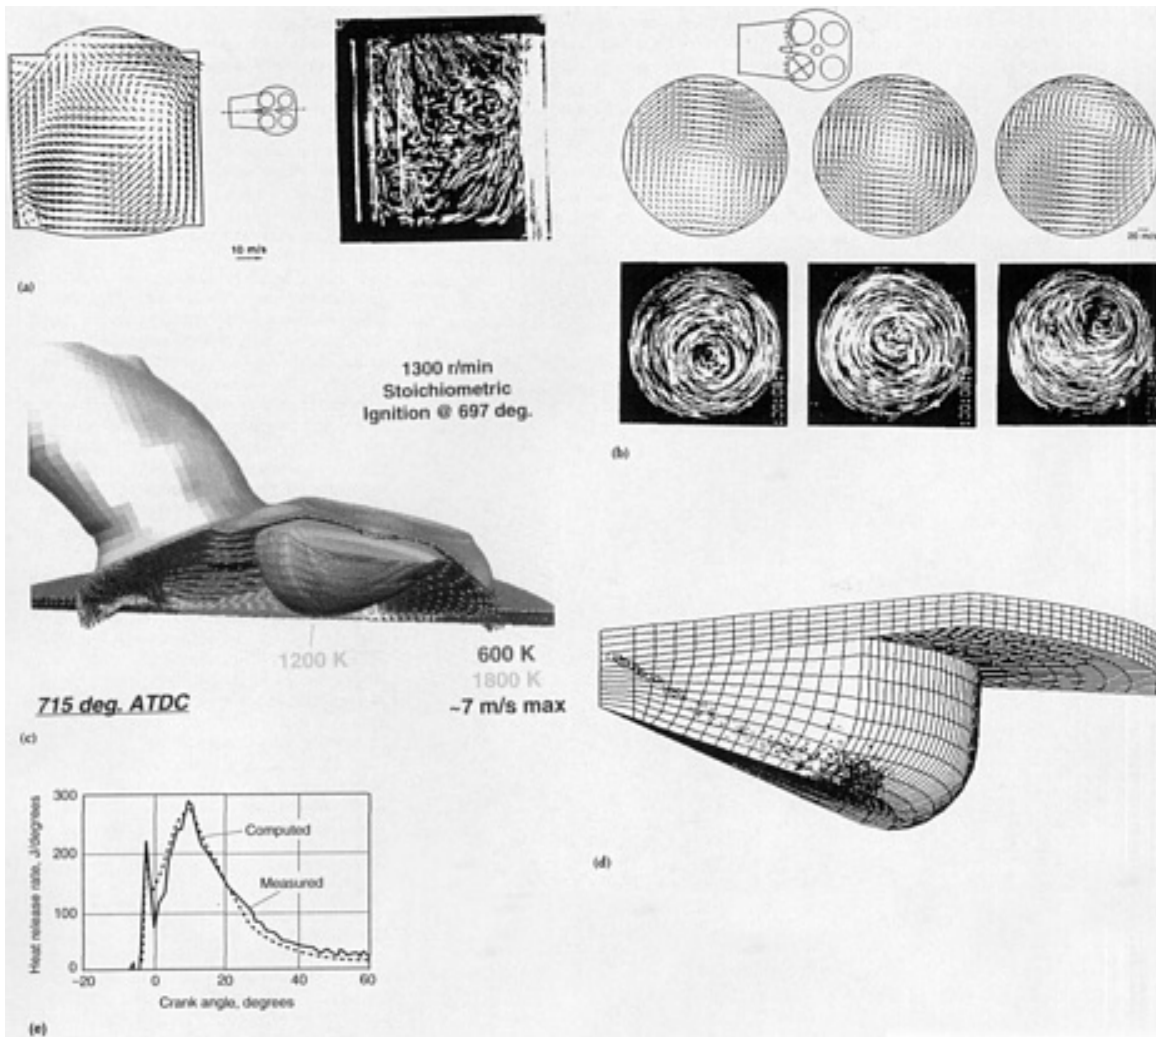 10 m/s
(a)
20 m/s
(b)
1300 r/min
Stoichiometric
Ignition @ 697 deg.
1200 K
600 K
1800 K
715 deg. ATDC
~7 m/s max
(c)
(d)
300
200
100
0
Heat release rate, J/degrees
Computed
Measured
-20
0
20
40
60
Crank angle, degrees
(e)